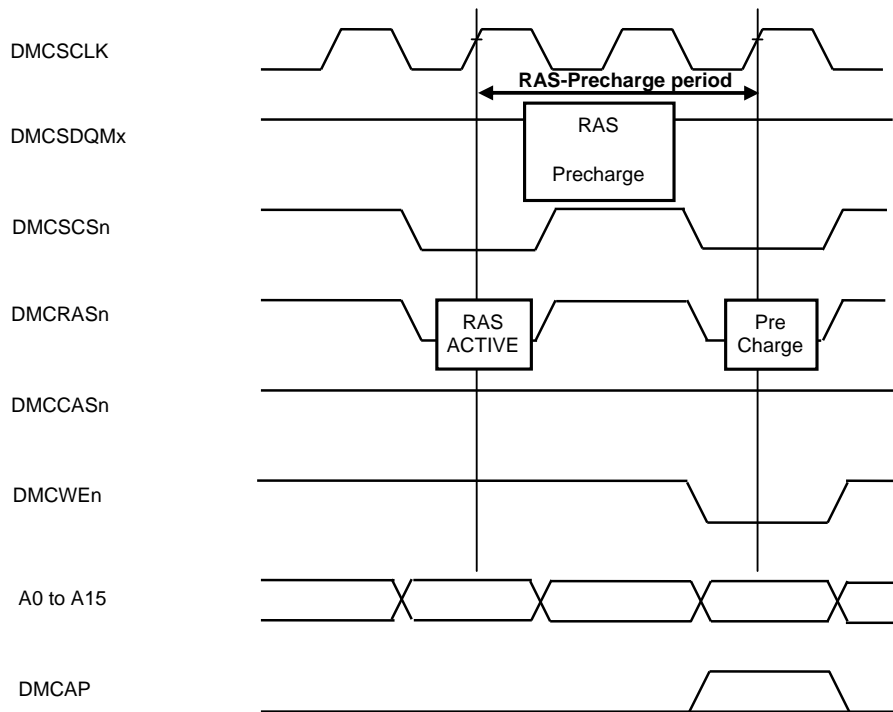 DMCSCLK
RAS-Precharge period
DMCSDQMx
RAS
Precharge
DMCSCSn
DMCRASn
RAS
ACTIVE
Pre
Charge
DMCCASn
DMCWEn
A0 to A15
DMCAP